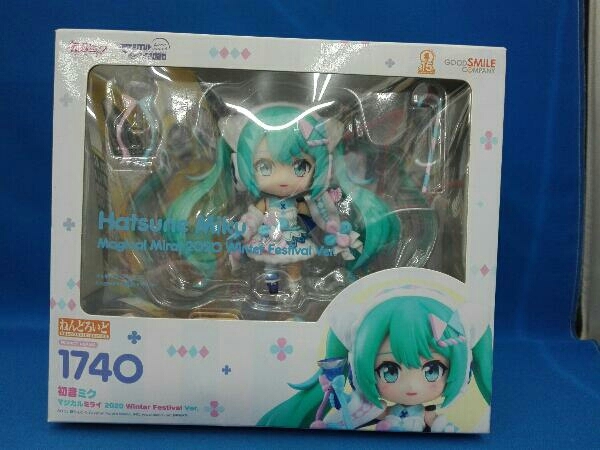 GOOD SMILE
COMPANY
Hatsune Miku
Magical Mirai 2020 Winter Festival Ver.
ねんどろいど
1740
初音ミク
マジカルミライ 2020 Winter Festival Ver.